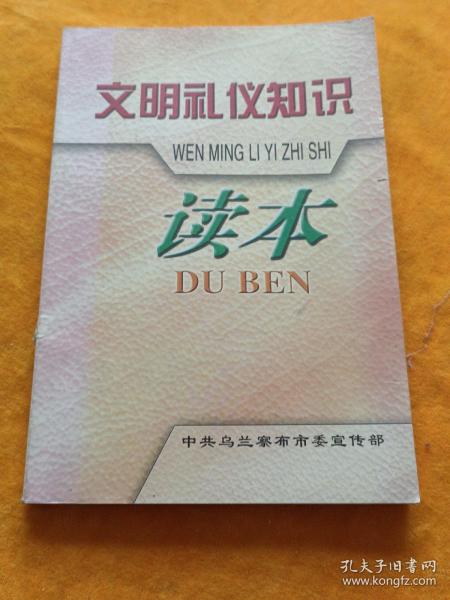 文明礼仪知识
WEN MING LI YI ZHI SHI
读本
DU BEN
中共乌兰察布市委宣传部
孔夫子旧书网
www.kongfz.com